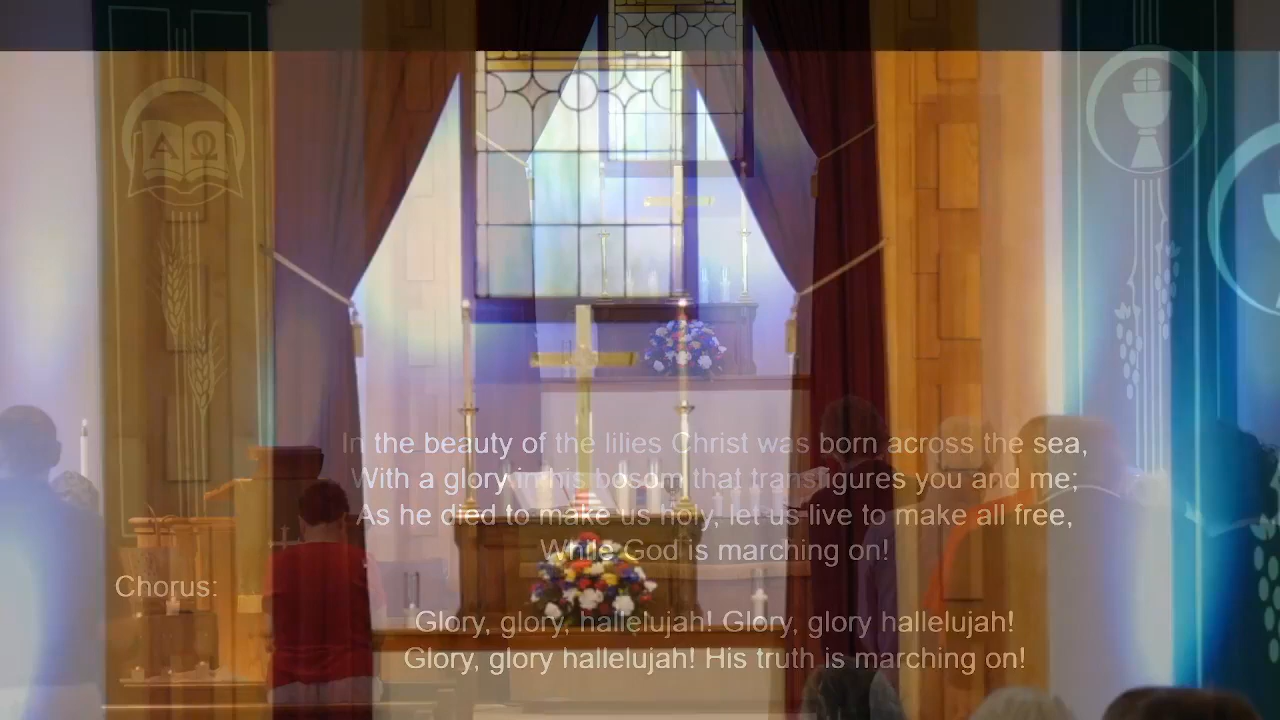 Α Ω
In the beauty of the lilies Christ was born across the sea,
With a glory in his bosom that transfigures you and me;
As he died to make us holy, let us live to make all free,
While God is marching on!
Chorus:
Glory, glory, hallelujah! Glory, glory hallelujah!
Glory, glory hallelujah! His truth is marching on!